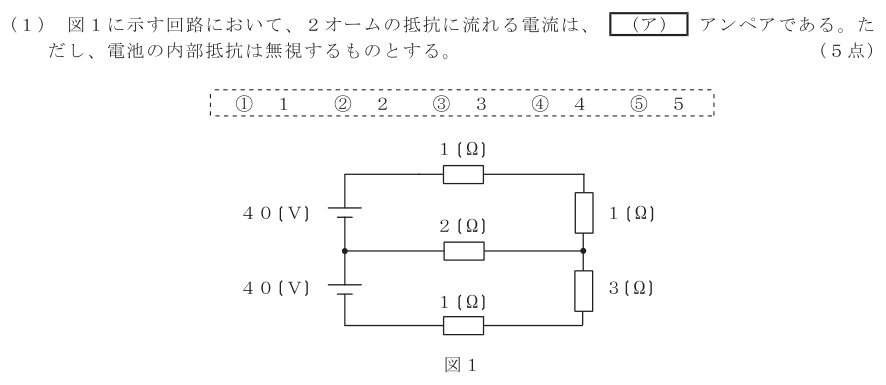 (1) 図1に示す回路において、2オームの抵抗に流れる電流は、 (ア) アンペアである。た
だし、電池の内部抵抗は無視するものとする。 (5点)
① 1 ② 2 ③ 3 ④ 4 ⑤ 5
1〔Ω〕
40〔V〕
1〔Ω〕
2〔Ω〕
40〔V〕
3〔Ω〕
1〔Ω〕
図1